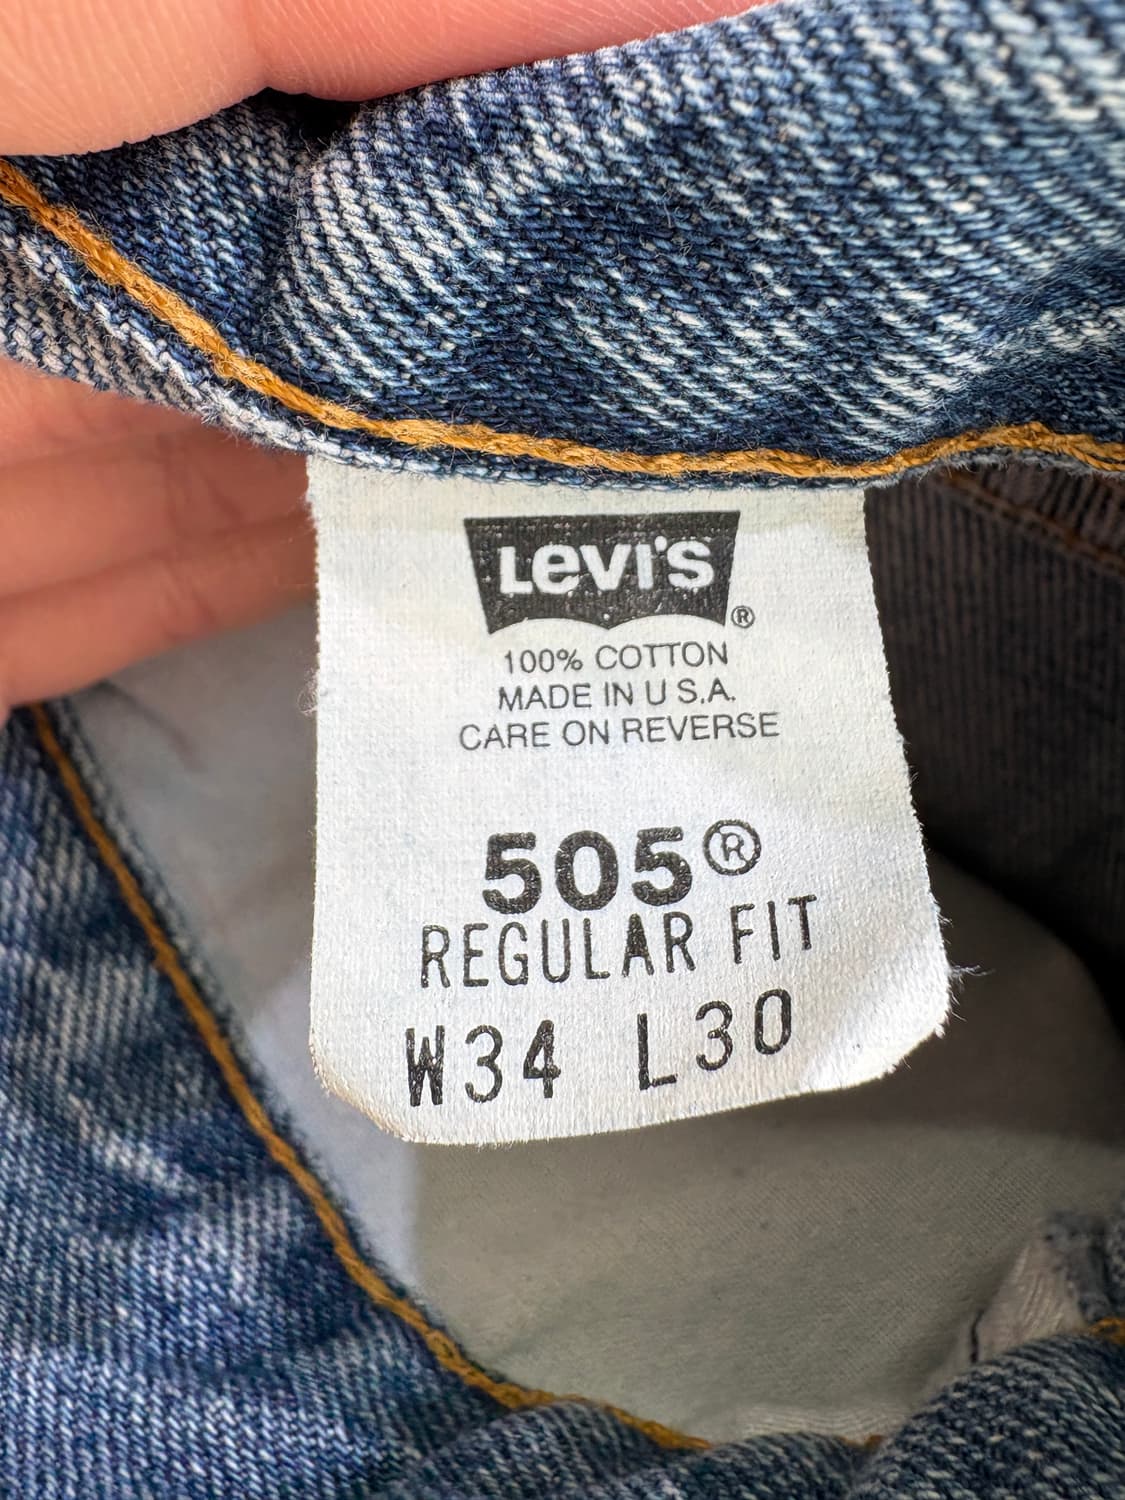 LEVI'S ®
100% COTTON
MADE IN U S.A.
CARE ON REVERSE
505®
REGULAR FIT
W34 L30